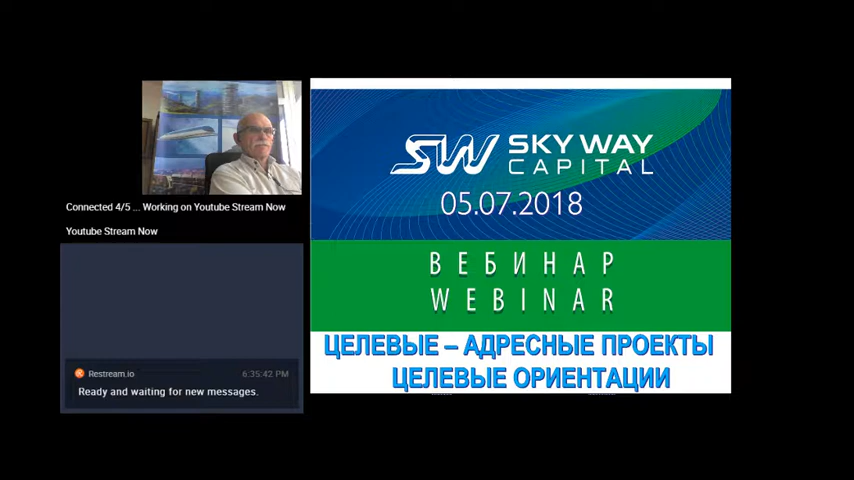 Connected 4/5 ... Working on Youtube Stream Now
Youtube Stream Now
Restream.io
6:35:42 PM
Ready and waiting for new messages.
SW SKY WAY
CAPITAL
05.07.2018
ВЕБИНАР
WEBINAR
ЦЕЛЕВЫЕ – АДРЕСНЫЕ ПРОЕКТЫ
ЦЕЛЕВЫЕ ОРИЕНТАЦИИ